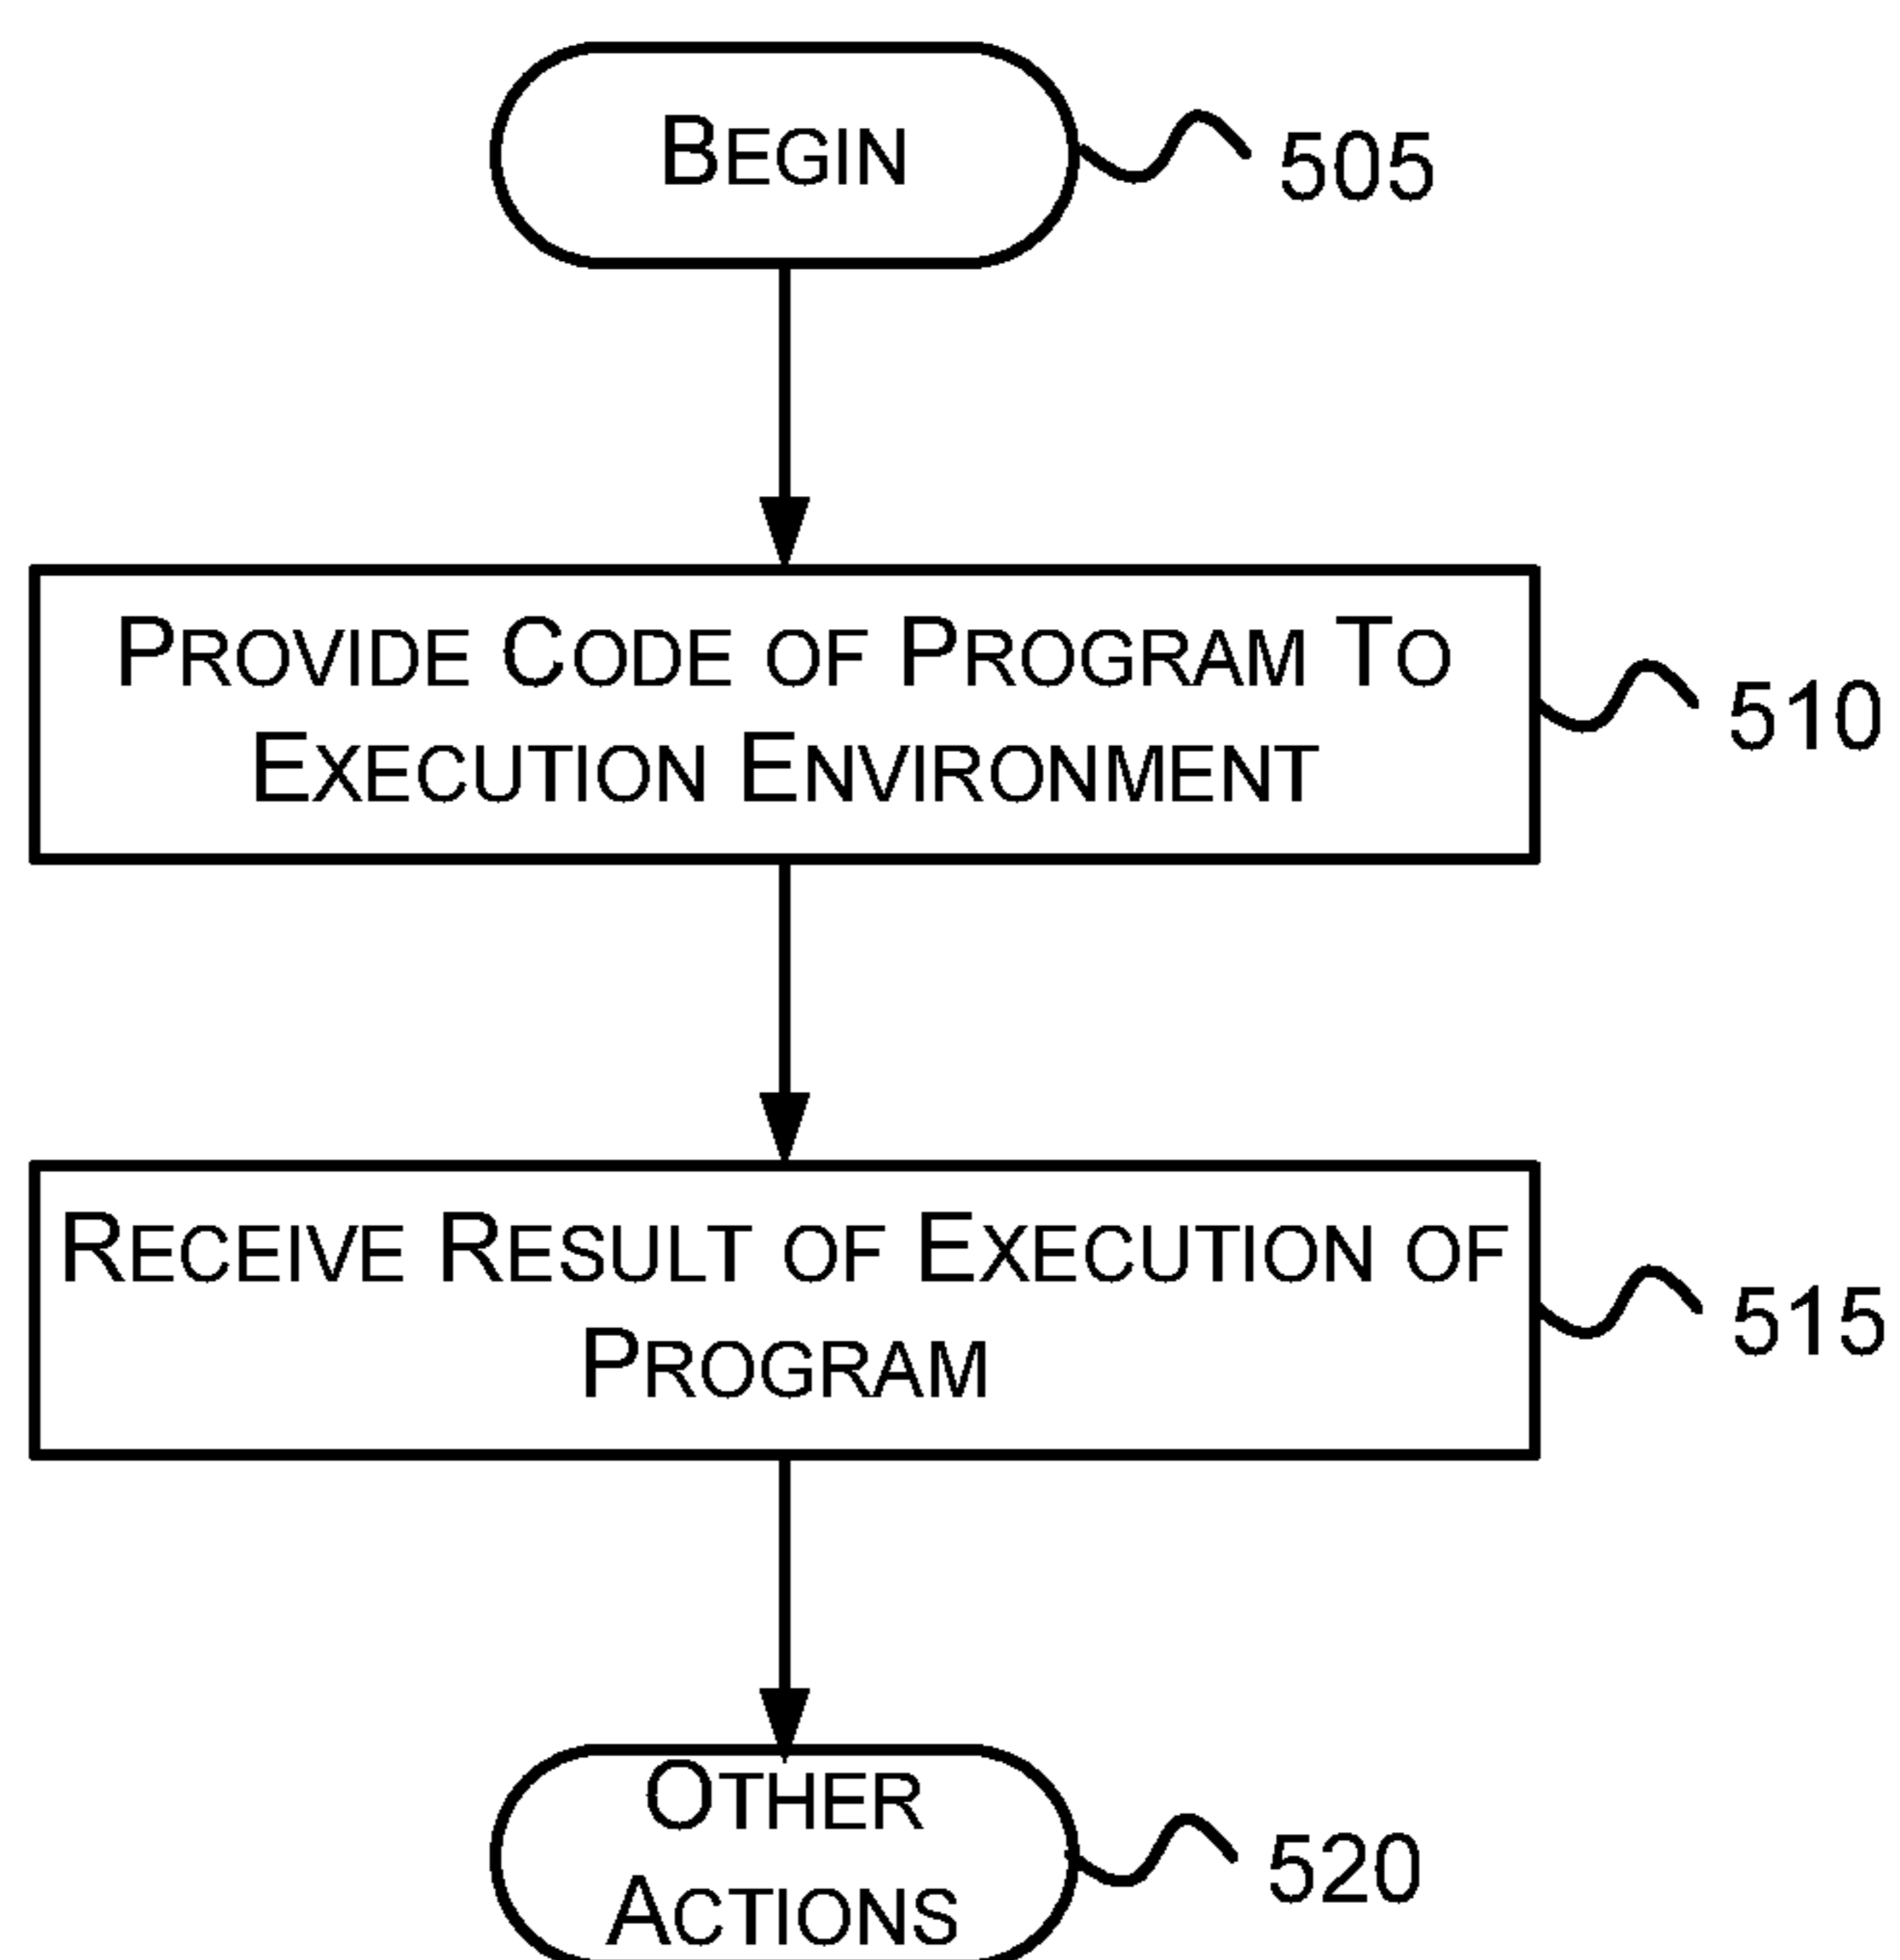 BEGIN
505
PROVIDE CODE OF PROGRAM TO
EXECUTION ENVIRONMENT
510
RECEIVE RESULT OF EXECUTION OF
PROGRAM
515
OTHER
ACTIONS
520